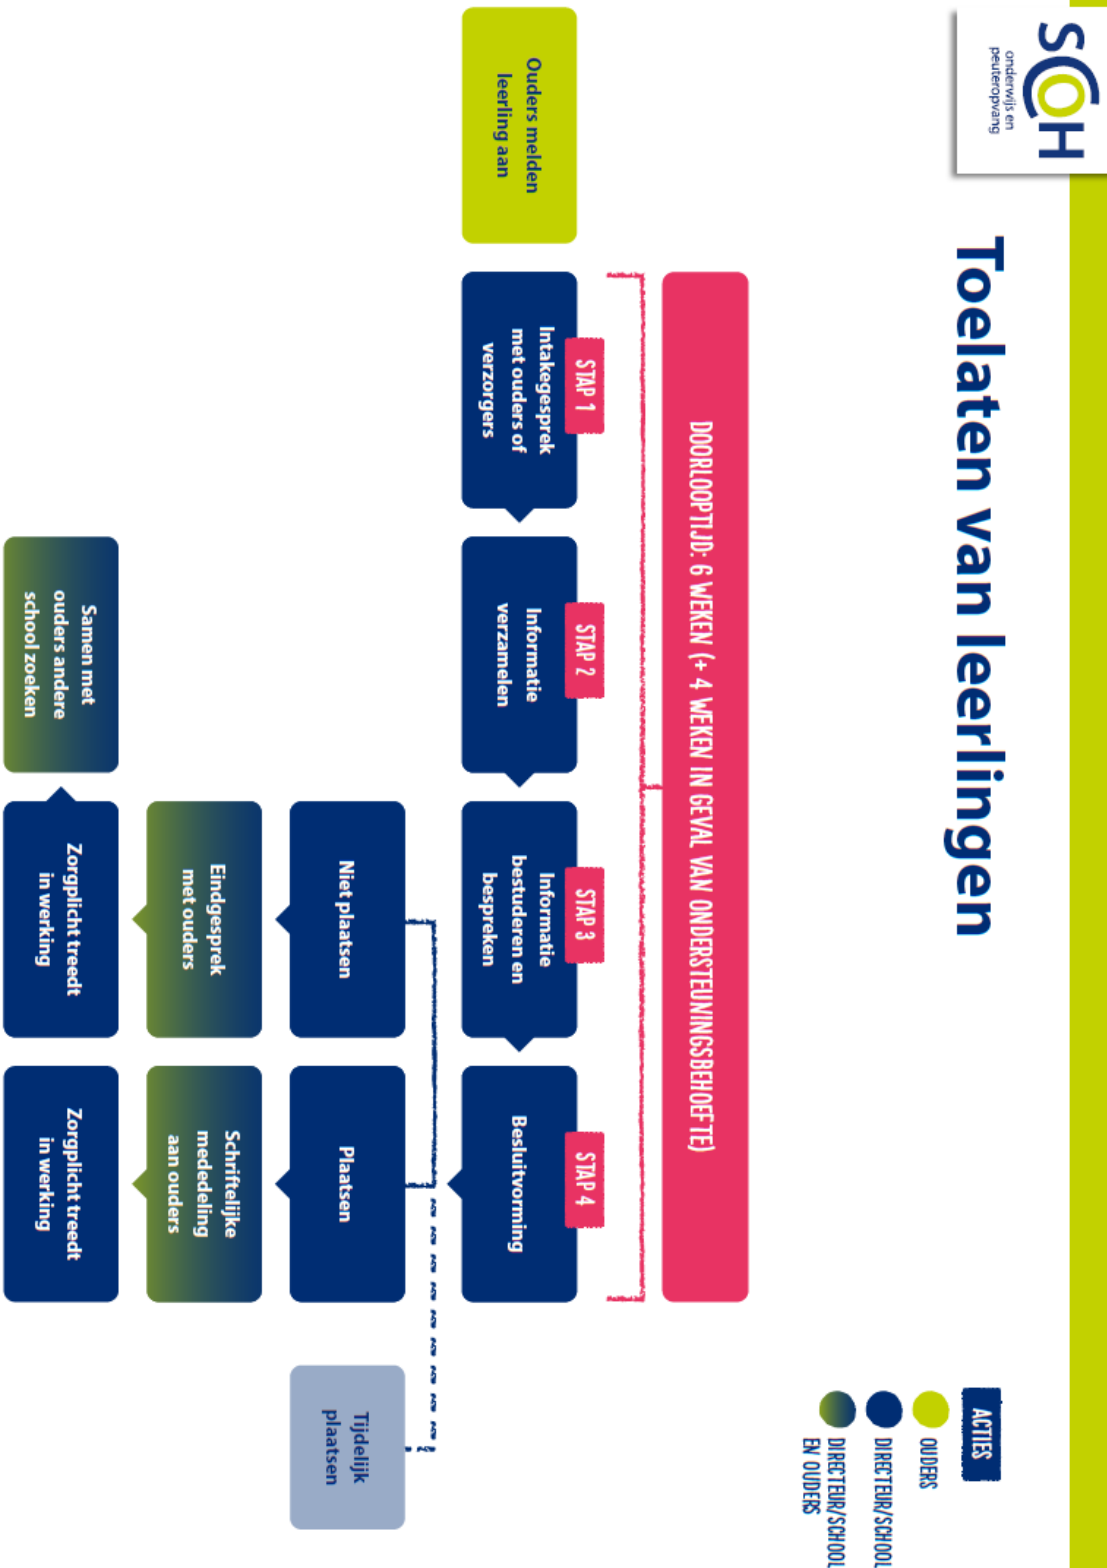 SCOH
onderwijs en
peuteropvang
Toelaten van leerlingen
ACTIES
OUDERS
DIRECTEUR/SCHOOL
DIRECTEUR/SCHOOL
EN OUDERS
DOORLOOPTIJD: 6 WEKEN (+ 4 WEKEN IN GEVAL VAN ONDERSTEUNINGSBEHOEFTE)
Ouders melden
leerling aan
STAP 1
Intakegesprek
met ouders of
verzorgers
STAP 2
Informatie
verzamelen
STAP 3
Informatie
bestuderen en
bespreken
STAP 4
Besluitvorming
Niet plaatsen
Plaatsen
Tijdelijk
plaatsen
Eindgesprek
met ouders
Schriftelijke
mededeling
aan ouders
Samen met
ouders andere
school zoeken
Zorgplicht treedt
in werking
Zorgplicht treedt
in werking